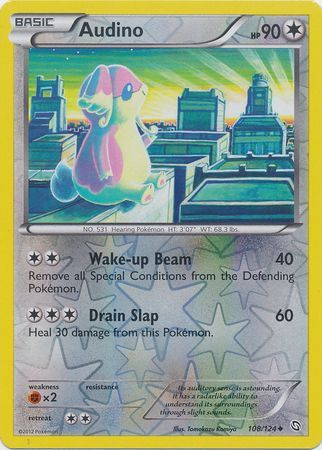 BASIC
Audino HP 90
NO. 531 Hearing Pokémon HT: 3'07" WT: 68.3 lbs.
Wake-up Beam 40
Remove all Special Conditions from the Defending
Pokémon.
Drain Slap 60
Heal 30 damage from this Pokémon.
weakness resistance
×2
retreat
Its auditory sense is astounding.
It has a radarlike ability to
understand its surroundings
through slight sounds.
©2012 Pokémon
Illus. Tomokazu Komiya 108/124